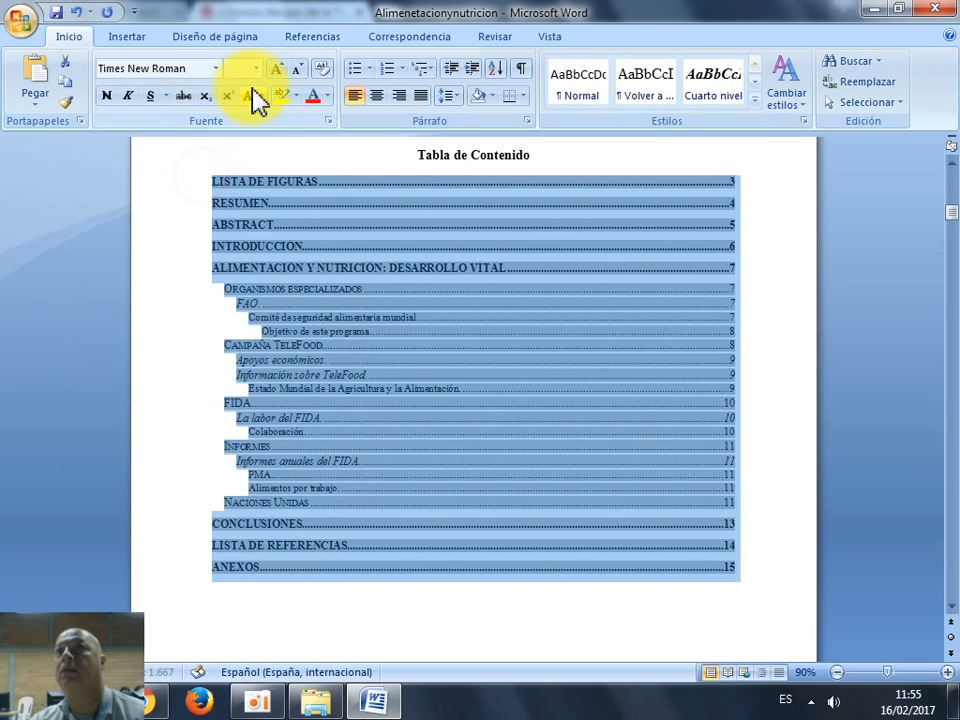 Alimenetacionynutricion - Microsoft Word
Inicio Insertar Diseño de página Referencias Correspondencia Revisar Vista
Times New Roman
Pegar
N K S abc x
AaBbCcDc AaBbCcI AaBbCcI
¶ Normal ¶ Volver a ... Cuarto nivel
Cambiar estilos
Buscar
Reemplazar
Seleccionar
Portapapeles Fuente Párrafo Estilos Edición
Tabla de Contenido
LISTA DE FIGURAS 3
RESUMEN 4
ABSTRACT 5
INTRODUCCIÓN 6
ALIMENTACION Y NUTRICIÓN: DESARROLLO VITAL 7
ORGANISMOS ESPECIALIZADOS 7
FAO. 7
Comité de seguridad alimentaria mundial. 7
Objetivo de este programa. 8
CAMPAÑA TELEFOOD 8
Apoyos económicos. 9
Información sobre TeleFood. 9
Estado Mundial de la Agricultura y la Alimentación. 9
FIDA 10
La labor del FIDA. 10
Colaboración. 10
INFORMES 11
Informes anuales del FIDA. 11
PMA. 11
Alimentos por trabajo. 11
NACIONES UNIDAS 11
CONCLUSIONES 13
LISTA DE REFERENCIAS 14
ANEXOS 15
1.667 Español (España, internacional) 90%
ES 11:55
16/02/2017